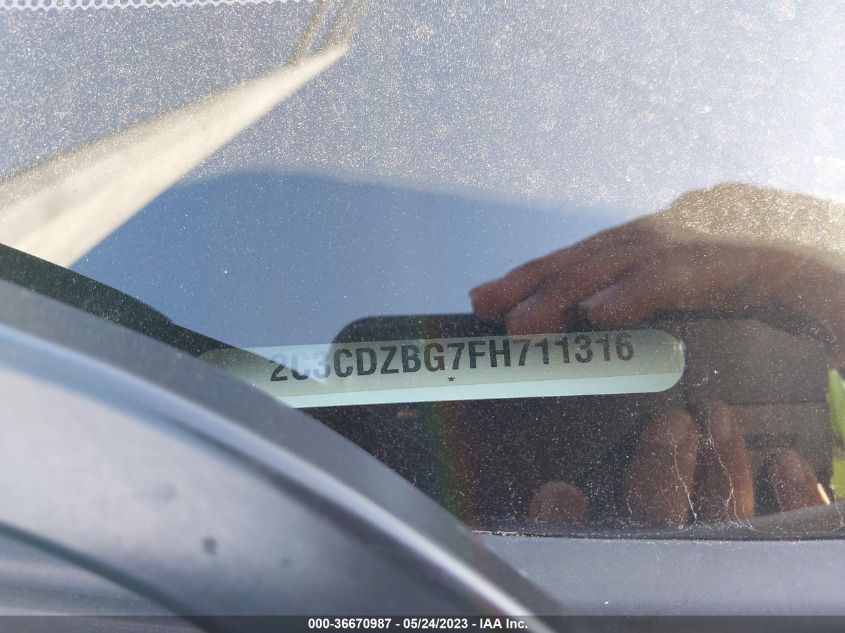 2C3CDZBG7FH711316
*
000-36670987 - 05/24/2023 - IAA Inc.